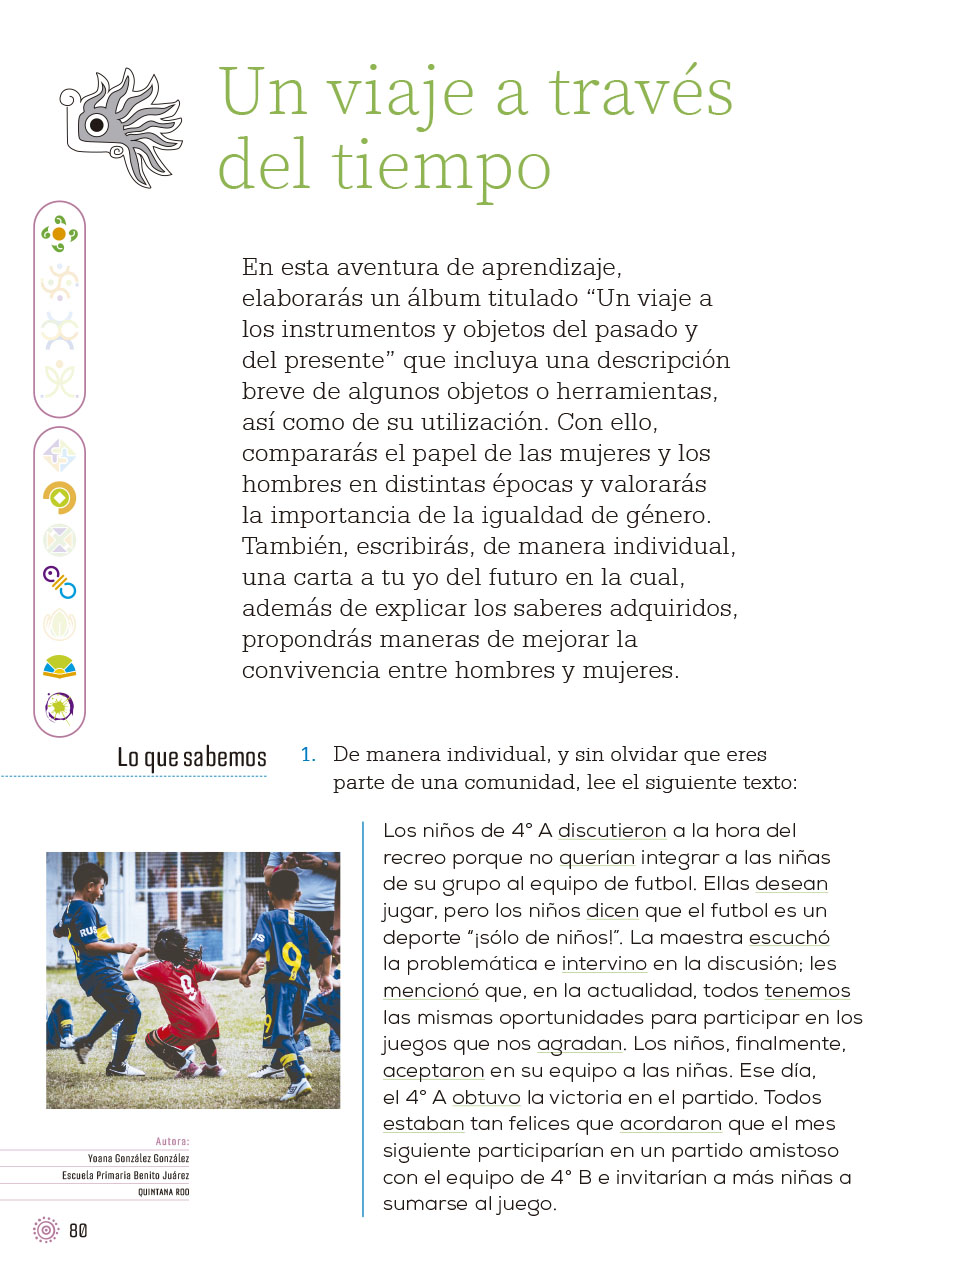 Un viaje a través
del tiempo
En esta aventura de aprendizaje,
elaborarás un álbum titulado “Un viaje a
los instrumentos y objetos del pasado y
del presente” que incluya una descripción
breve de algunos objetos o herramientas,
así como de su utilización. Con ello,
compararás el papel de las mujeres y los
hombres en distintas épocas y valorarás
la importancia de la igualdad de género.
También, escribirás, de manera individual,
una carta a tu yo del futuro en la cual,
además de explicar los saberes adquiridos,
propondrás maneras de mejorar la
convivencia entre hombres y mujeres.
Lo que sabemos
1. De manera individual, y sin olvidar que eres
parte de una comunidad, lee el siguiente texto:
Los niños de 4° A discutieron a la hora del
recreo porque no querían integrar a las niñas
de su grupo al equipo de futbol. Ellas desean
jugar, pero los niños dicen que el futbol es un
deporte “¡sólo de niños!”. La maestra escuchó
la problemática e intervino en la discusión; les
mencionó que, en la actualidad, todos tenemos
las mismas oportunidades para participar en los
juegos que nos agradan. Los niños, finalmente,
aceptaron en su equipo a las niñas. Ese día,
el 4° A obtuvo la victoria en el partido. Todos
estaban tan felices que acordaron que el mes
siguiente participarían en un partido amistoso
con el equipo de 4° B e invitarían a más niñas a
sumarse al juego.
RUS
9
9
9
Autora:
Yoana González González
Escuela Primaria Benito Juárez
QUINTANA ROO
80